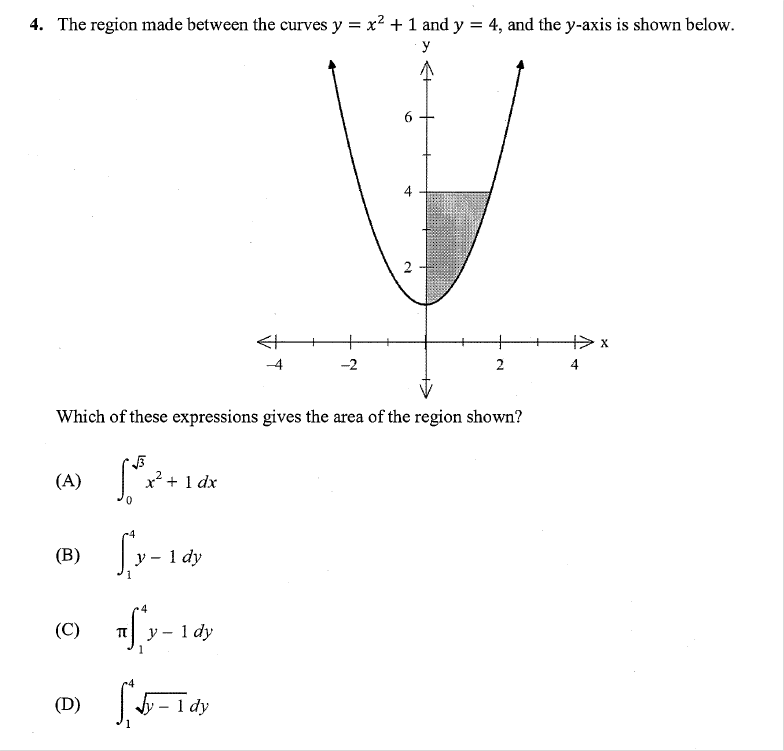 4. The region made between the curves y = x² + 1 and y = 4, and the y-axis is shown below.
y
6
4
2
x
–4
–2
2
4
Which of these expressions gives the area of the region shown?
(A) ∫₀^√3 x² + 1 dx
(B) ∫₁⁴ y – 1 dy
(C) π∫₁⁴ y – 1 dy
(D) ∫₁⁴ √(y – 1) dy